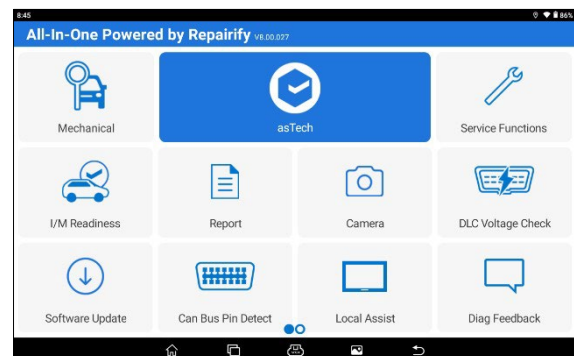 8:45
86%
All-In-One Powered by Repairify V8.00.027
Mechanical
asTech
Service Functions
I/M Readiness
Report
Camera
DLC Voltage Check
Software Update
Can Bus Pin Detect
Local Assist
Diag Feedback